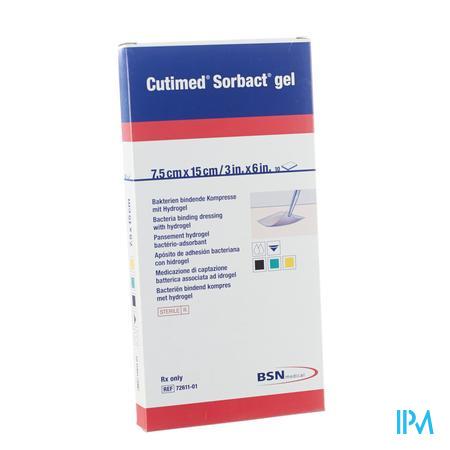 Cutimed® Sorbact® gel
7.5 cm x 15 cm / 3 in. x 6 in. 10
Bakterien bindende Kompresse
mit Hydrogel
Bacteria binding dressing
with hydrogel
Pansement hydrogel
bactério-adsorbant
Apósito de adhesión bacteriana
con hidrogel
Medicazione di captazione
batterica associata ad idrogel
Bacteriën bindend kompres
met hydrogel
STERILE R
Rx only
REF 72611-01
BSN medical
IPM